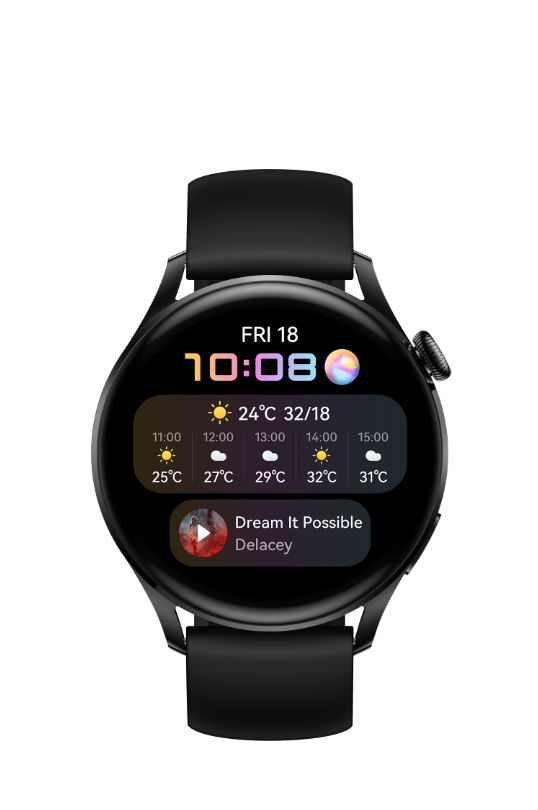 FRI 18
10:08
24℃ 32/18
11:00 12:00 13:00 14:00 15:00
25℃ 27℃ 29℃ 32℃ 31℃
Dream It Possible
Delacey